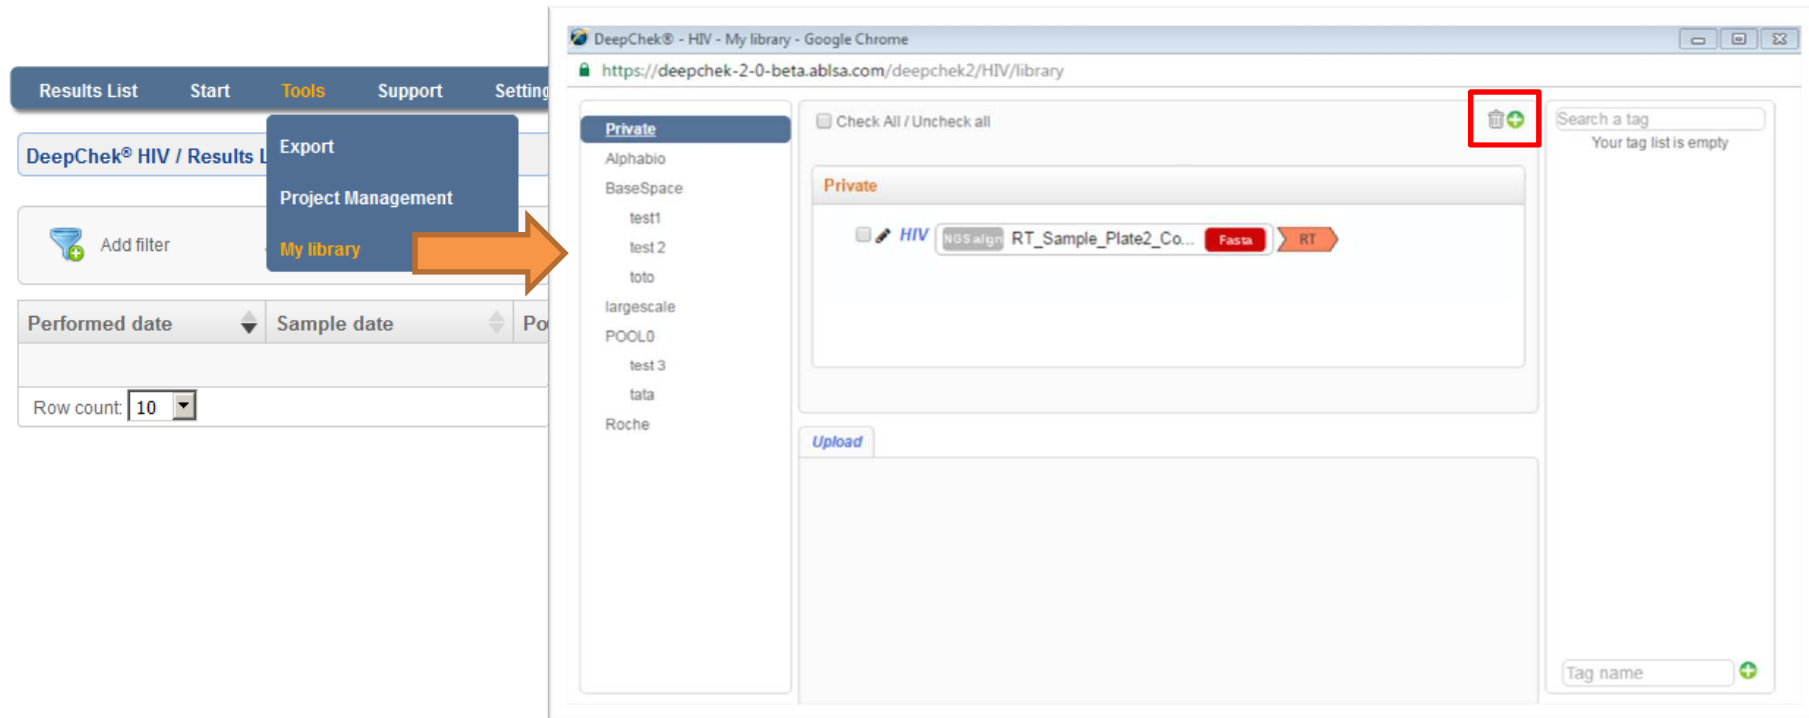 Results List Start Tools Support Setting
Export
Project Management
My library
DeepChek® HIV / Results L
Add filter
Performed date Sample date Po
Row count: 10
DeepChek® - HIV - My library - Google Chrome
https://deepchek-2-0-beta.ablsa.com/deepchek2/HIV/library
Private
Alphabio
BaseSpace
test1
test 2
toto
largescale
POOL0
test 3
tata
Roche
Check All / Uncheck all
Private
HIV NGS align RT_Sample_Plate2_Co... Fasta RT
Upload
Search a tag
Your tag list is empty
Tag name